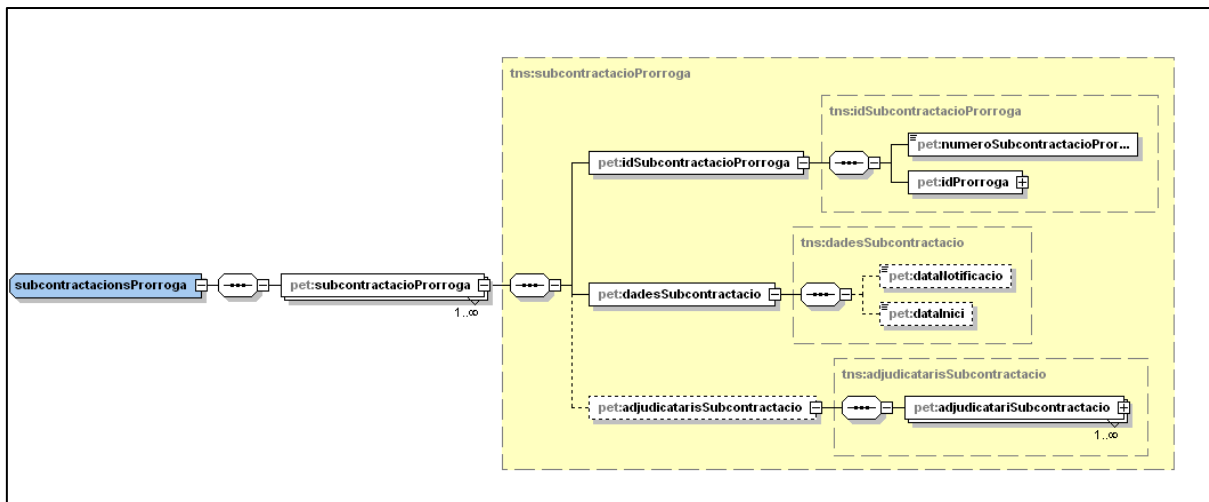 tns:subcontractacioProrroga
tns:idSubcontractacioProrroga
pet:numeroSubcontractacioPror...
pet:idSubcontractacioProrroga
pet:idProrroga
tns:dadesSubcontractacio
pet:dataNotificacio
subcontractacionsProrroga
pet:subcontractacioProrroga
pet:dadesSubcontractacio
1..∞
pet:dataInici
tns:adjudicatarisSubcontractacio
pet:adjudicatarisSubcontractacio
pet:adjudicatariSubcontractacio
1..∞